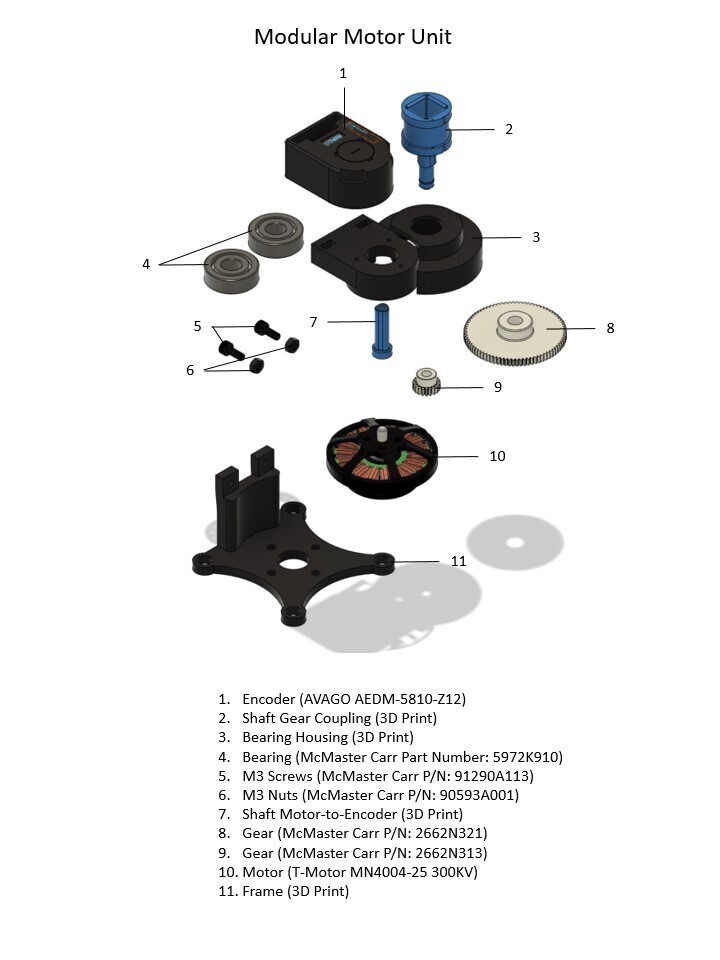 Modular Motor Unit
1
2
3
4
5
6
7
8
9
10
11
1. Encoder (AVAGO AEDM-5810-Z12)
2. Shaft Gear Coupling (3D Print)
3. Bearing Housing (3D Print)
4. Bearing (McMaster Carr Part Number: 5972K910)
5. M3 Screws (McMaster Carr P/N: 91290A113)
6. M3 Nuts (McMaster Carr P/N: 90593A001)
7. Shaft Motor-to-Encoder (3D Print)
8. Gear (McMaster Carr P/N: 2662N321)
9. Gear (McMaster Carr P/N: 2662N313)
10. Motor (T-Motor MN4004-25 300KV)
11. Frame (3D Print)